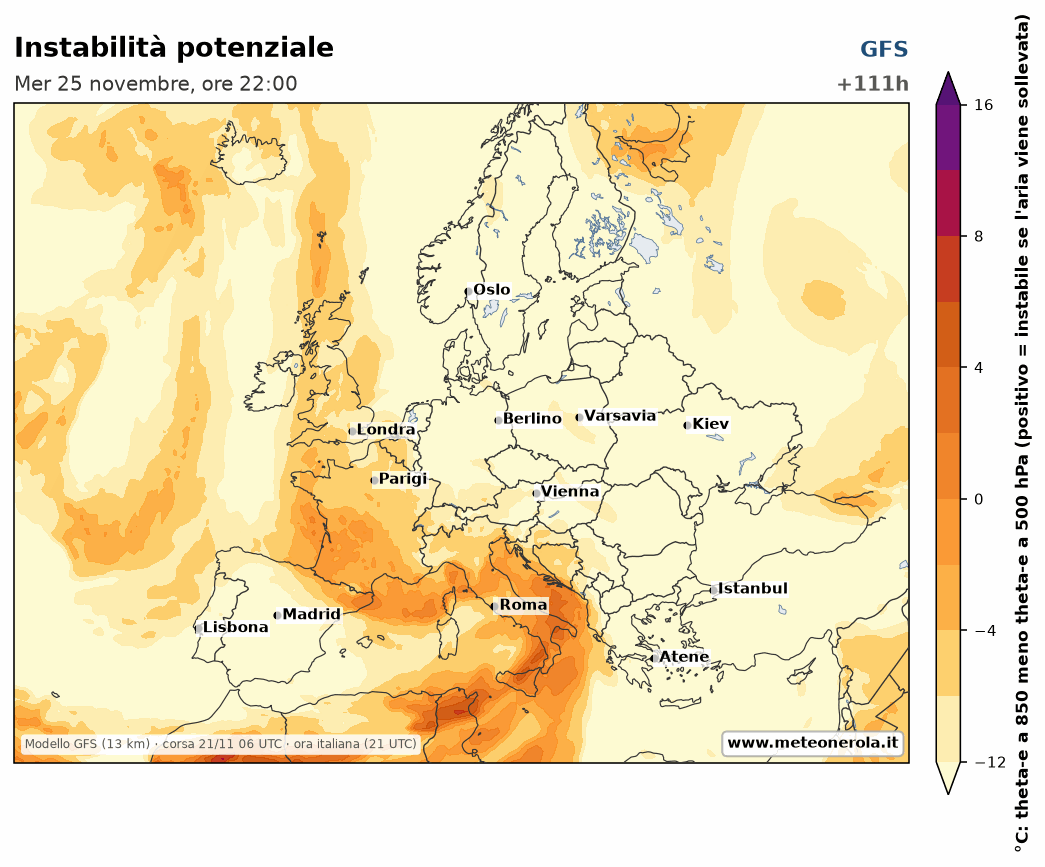 Instabilità potenziale
GFS
Mer 25 novembre, ore 22:00
+111h
Oslo
Berlino
Varsavia
Kiev
Londra
Parigi
Vienna
Istanbul
Roma
Madrid
Lisbona
Atene
Modello GFS (13 km) · corsa 21/11 06 UTC · ora italiana (21 UTC)
www.meteonerola.it
16
8
4
0
−4
−12
°C: theta-e a 850 meno theta-e a 500 hPa (positivo = instabile se l'aria viene sollevata)